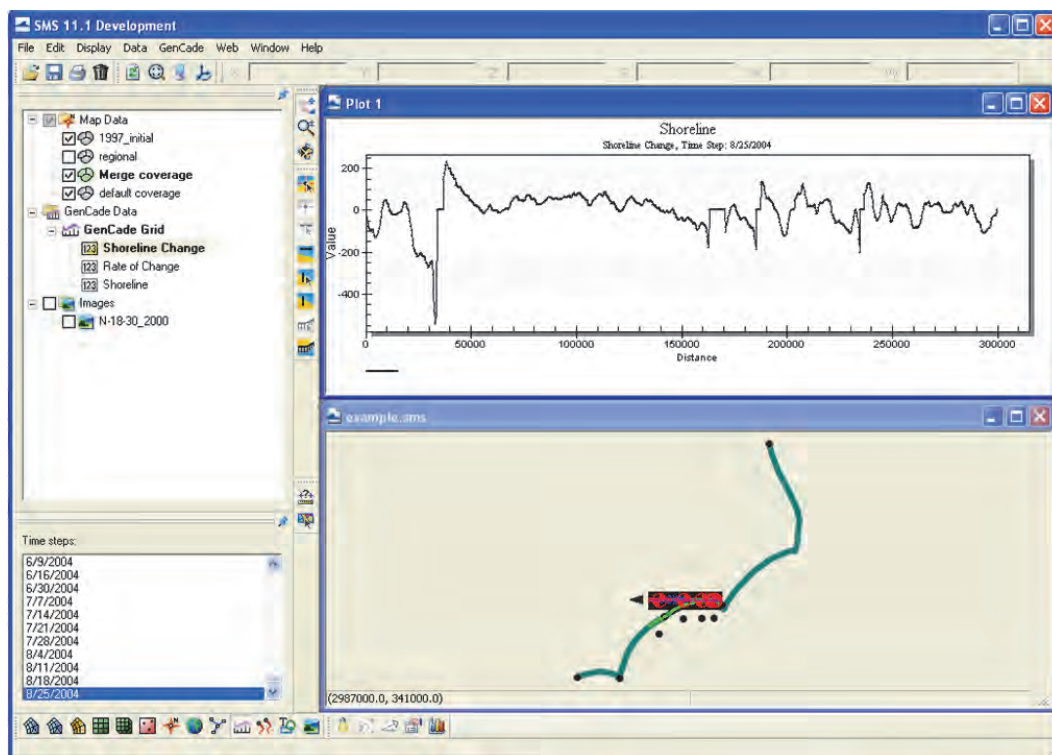 SMS 11.1 Development
File Edit Display Data GenCade Web Window Help
Map Data
1997_initial
regional
Merge coverage
default coverage
GenCade Data
GenCade Grid
123 Shoreline Change
123 Rate of Change
123 Shoreline
Images
N-18-30_2000
Time steps:
6/9/2004
6/16/2004
6/30/2004
7/7/2004
7/14/2004
7/21/2004
7/28/2004
8/4/2004
8/11/2004
8/18/2004
8/25/2004
Plot 1
Shoreline
Shoreline Change, Time Step: 8/25/2004
Value
200
0
-200
-400
0 50000 100000 150000 200000 250000 300000
Distance
example.sms
(2987000.0, 341000.0)